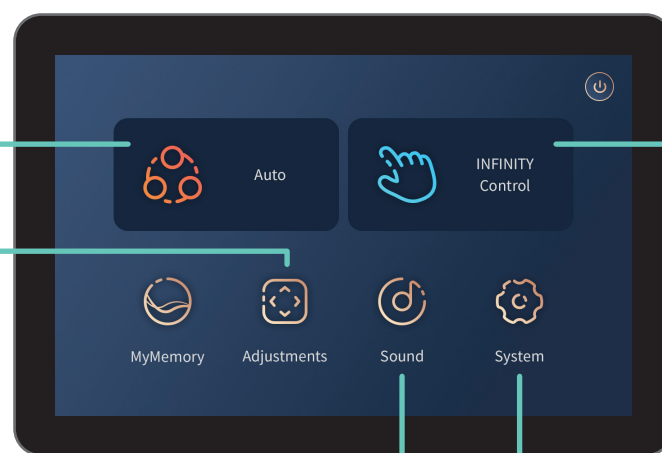 Auto
INFINITY
Control
MyMemory
Adjustments
Sound
System